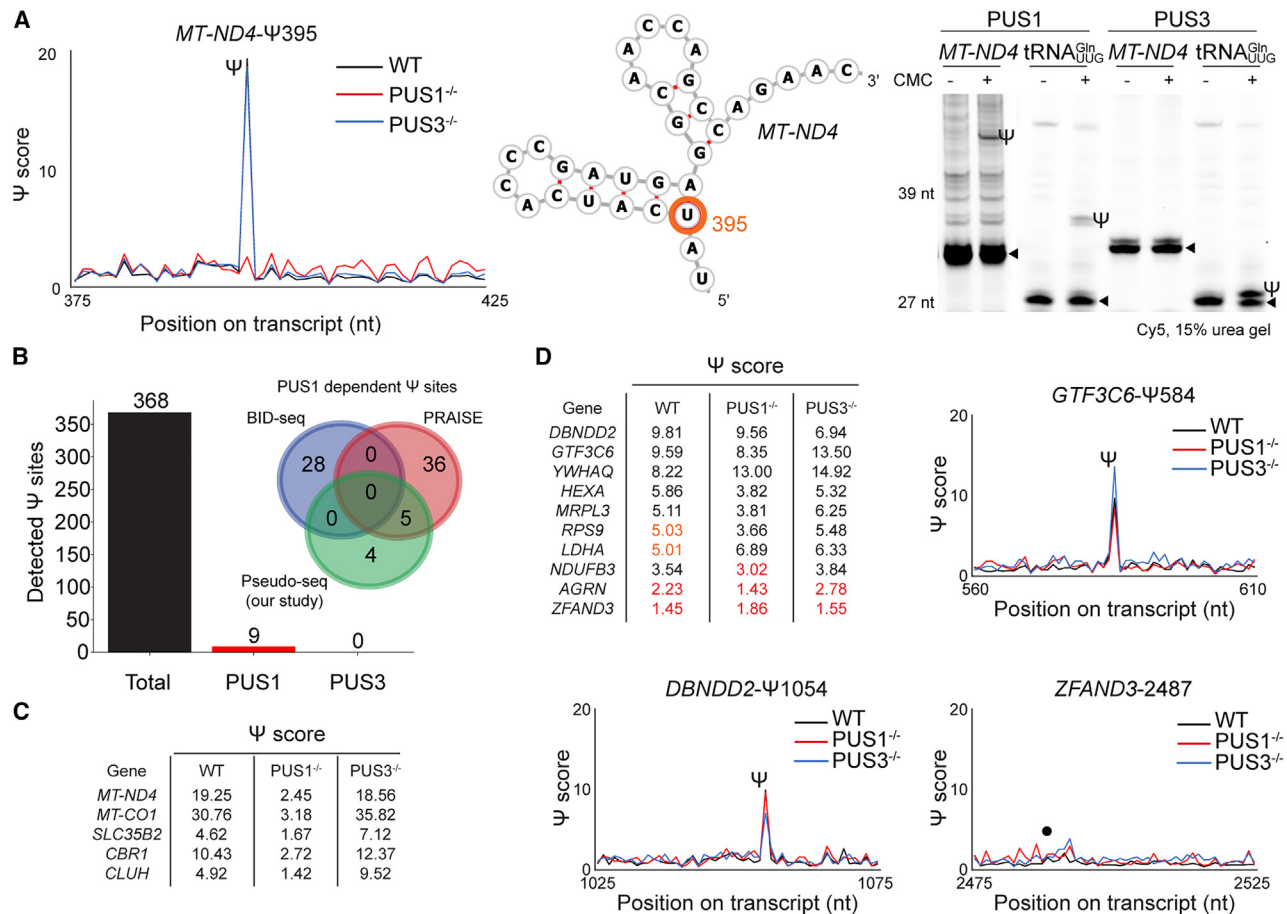 A
MT-ND4-Ψ395
20
10
0
Ψ score
Ψ
WT
PUS1-/-
PUS3-/-
375
425
Position on transcript (nt)
C C A G C C A G A A C 3'
A A C G G
MT-ND4
C C G A U G A
C A C U A C U
395
A
U
5'
PUS1 PUS3
MT-ND4 tRNA Gln UUG MT-ND4 tRNA Gln UUG
CMC - + - + - + - +
Ψ
39 nt
Ψ
Ψ
27 nt
Cy5, 15% urea gel
B
Detected Ψ sites
350
300
250
200
150
100
50
0
368
9
0
Total PUS1 PUS3
PUS1 dependent Ψ sites
BID-seq PRAISE
28 0 36
0
0 5
4
Pseudo-seq
(our study)
C
Ψ score
Gene WT PUS1-/- PUS3-/-
MT-ND4 19.25 2.45 18.56
MT-CO1 30.76 3.18 35.82
SLC35B2 4.62 1.67 7.12
CBR1 10.43 2.72 12.37
CLUH 4.92 1.42 9.52
D
Ψ score
Gene WT PUS1-/- PUS3-/-
DBNDD2 9.81 9.56 6.94
GTF3C6 9.59 8.35 13.50
YWHAQ 8.22 13.00 14.92
HEXA 5.86 3.82 5.32
MRPL3 5.11 3.81 6.25
RPS9 5.03 3.66 5.48
LDHA 5.01 6.89 6.33
NDUFB3 3.54 3.02 3.84
AGRN 2.23 1.43 2.78
ZFAND3 1.45 1.86 1.55
GTF3C6-Ψ584
20
10
0
Ψ score
Ψ
WT
PUS1-/-
PUS3-/-
560
610
Position on transcript (nt)
DBNDD2-Ψ1054
20
10
0
Ψ score
Ψ
WT
PUS1-/-
PUS3-/-
1025
1075
Position on transcript (nt)
ZFAND3-2487
20
10
0
Ψ score
WT
PUS1-/-
PUS3-/-
2475
2525
Position on transcript (nt)